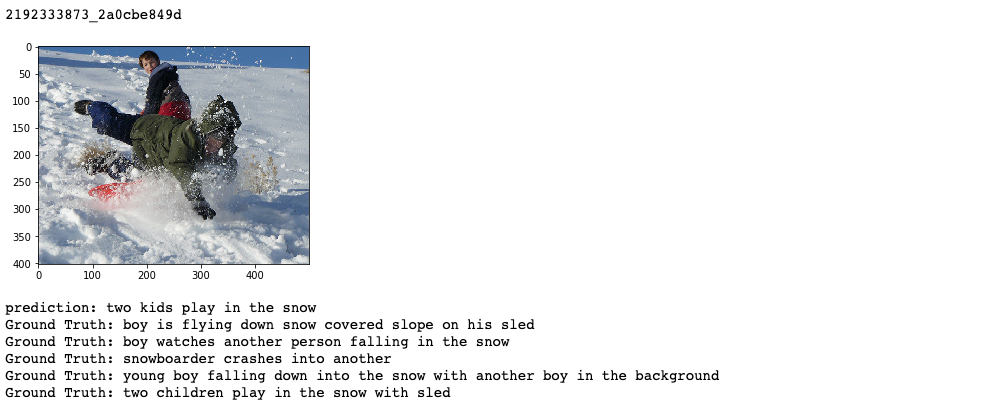 2192333873_2a0cbe849d
0
50
100
150
200
250
300
350
400
0 100 200 300 400
prediction: two kids play in the snow
Ground Truth: boy is flying down snow covered slope on his sled
Ground Truth: boy watches another person falling in the snow
Ground Truth: snowboarder crashes into another
Ground Truth: young boy falling down into the snow with another boy in the background
Ground Truth: two children play in the snow with sled